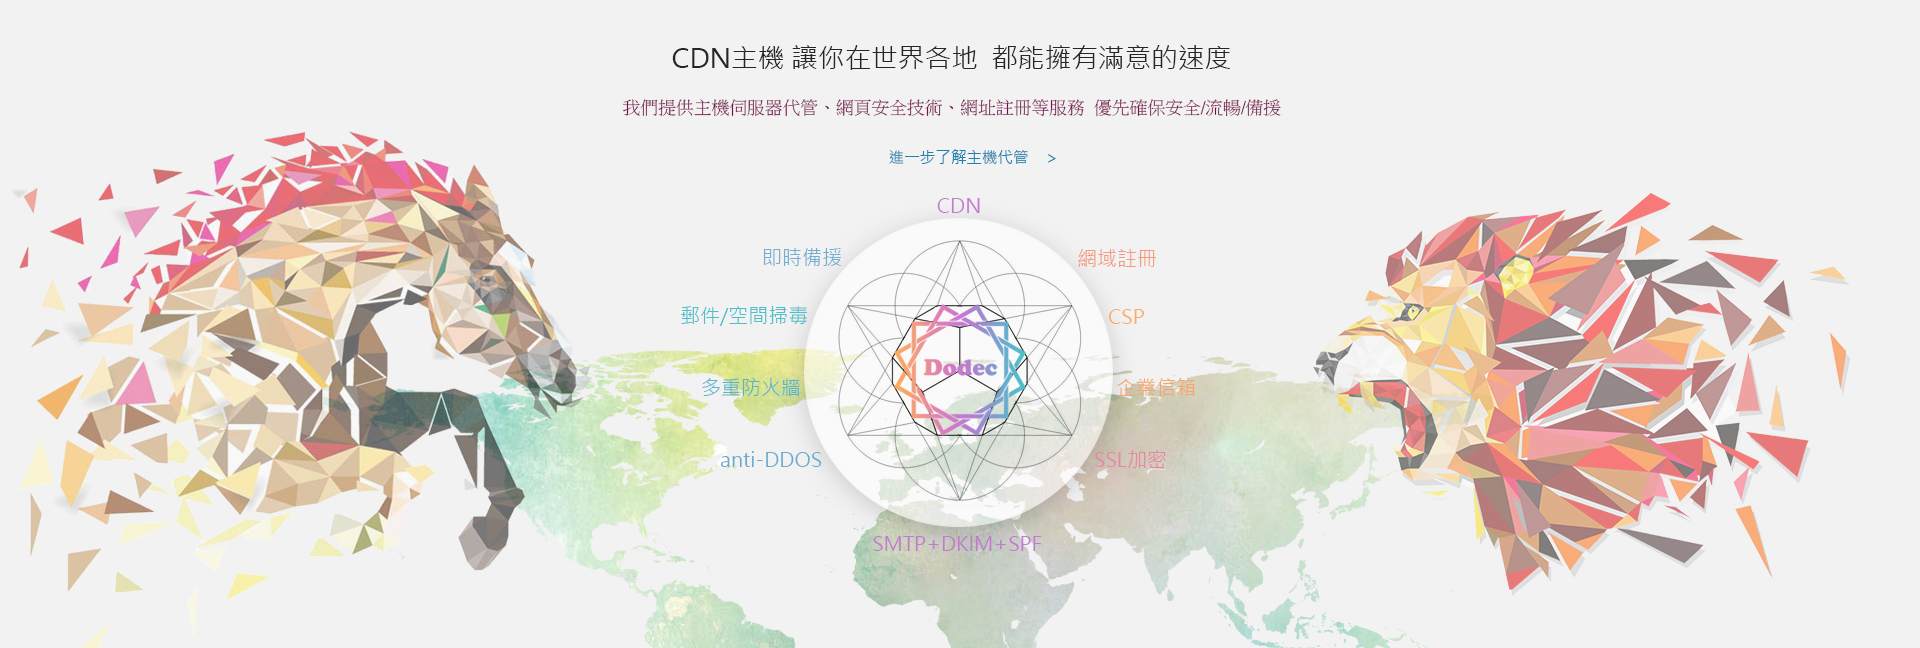 CDN主機 讓你在世界各地 都能擁有滿意的速度
我們提供主機伺服器代管、網頁安全技術、網址註冊等服務 優先確保安全/流暢/備援
進一步了解主機代管 >
CDN
即時備援
網域註冊
郵件/空間掃毒
CSP
Dodec
多重防火牆
企業信箱
anti-DDOS
SSL加密
SMTP+DKIM+SPF